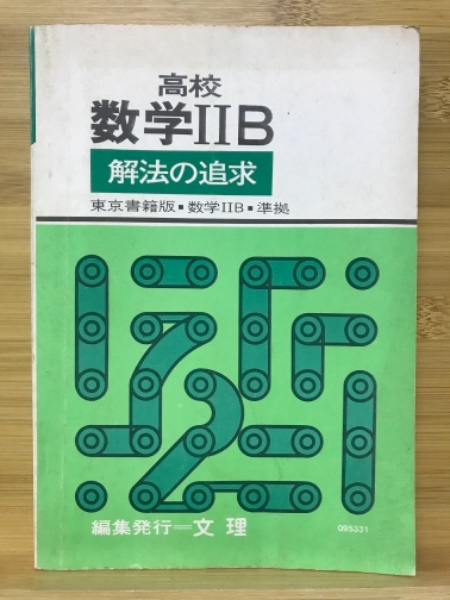 高校
数学IIB
解法の追求
東京書籍版■数学IIB■準拠
編集発行＝文理
095331